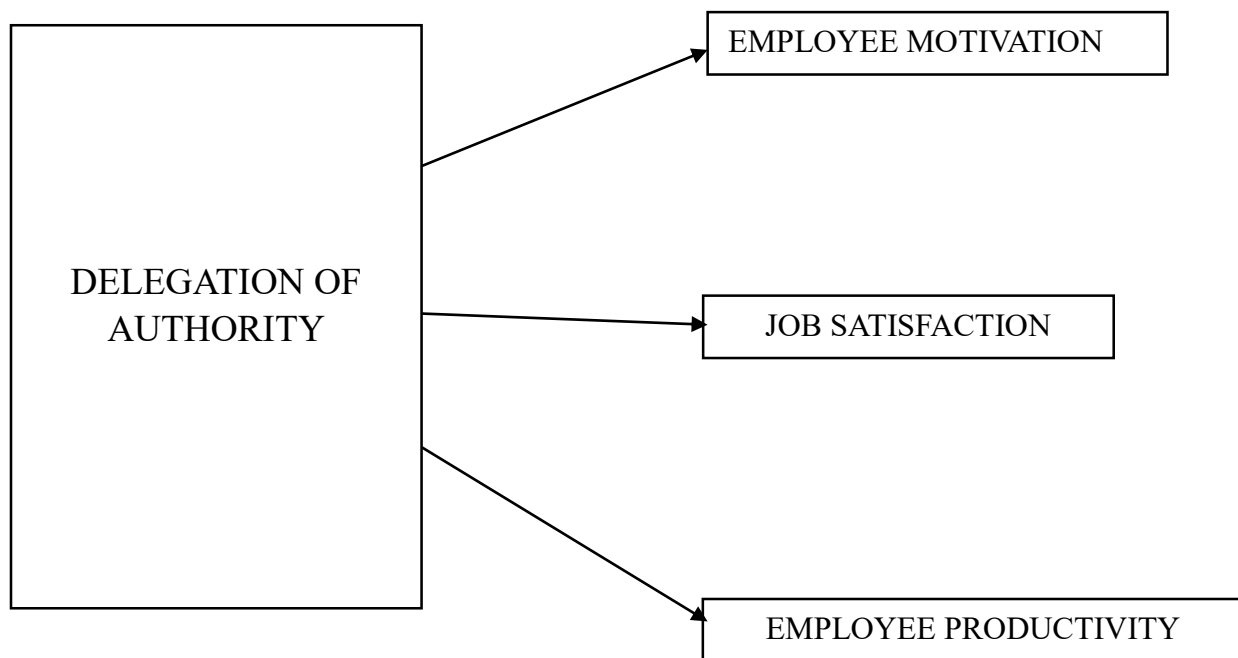 EMPLOYEE MOTIVATION
DELEGATION OF
AUTHORITY
JOB SATISFACTION
EMPLOYEE PRODUCTIVITY